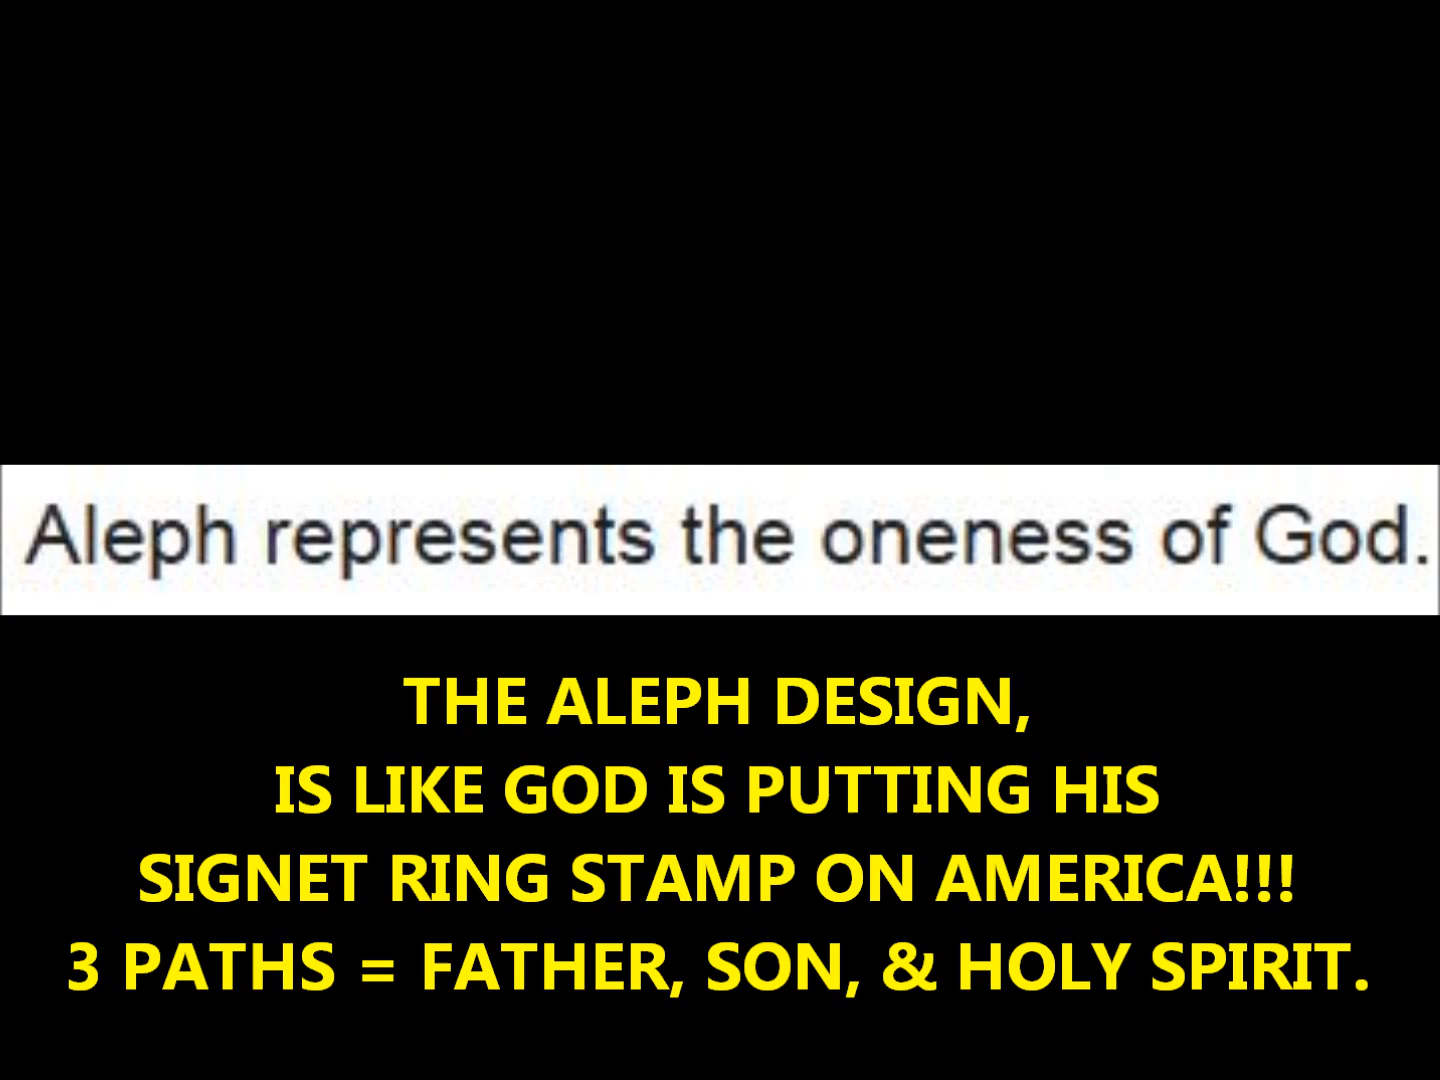 Aleph represents the oneness of God.
THE ALEPH DESIGN,
IS LIKE GOD IS PUTTING HIS
SIGNET RING STAMP ON AMERICA!!!
3 PATHS = FATHER, SON, & HOLY SPIRIT.